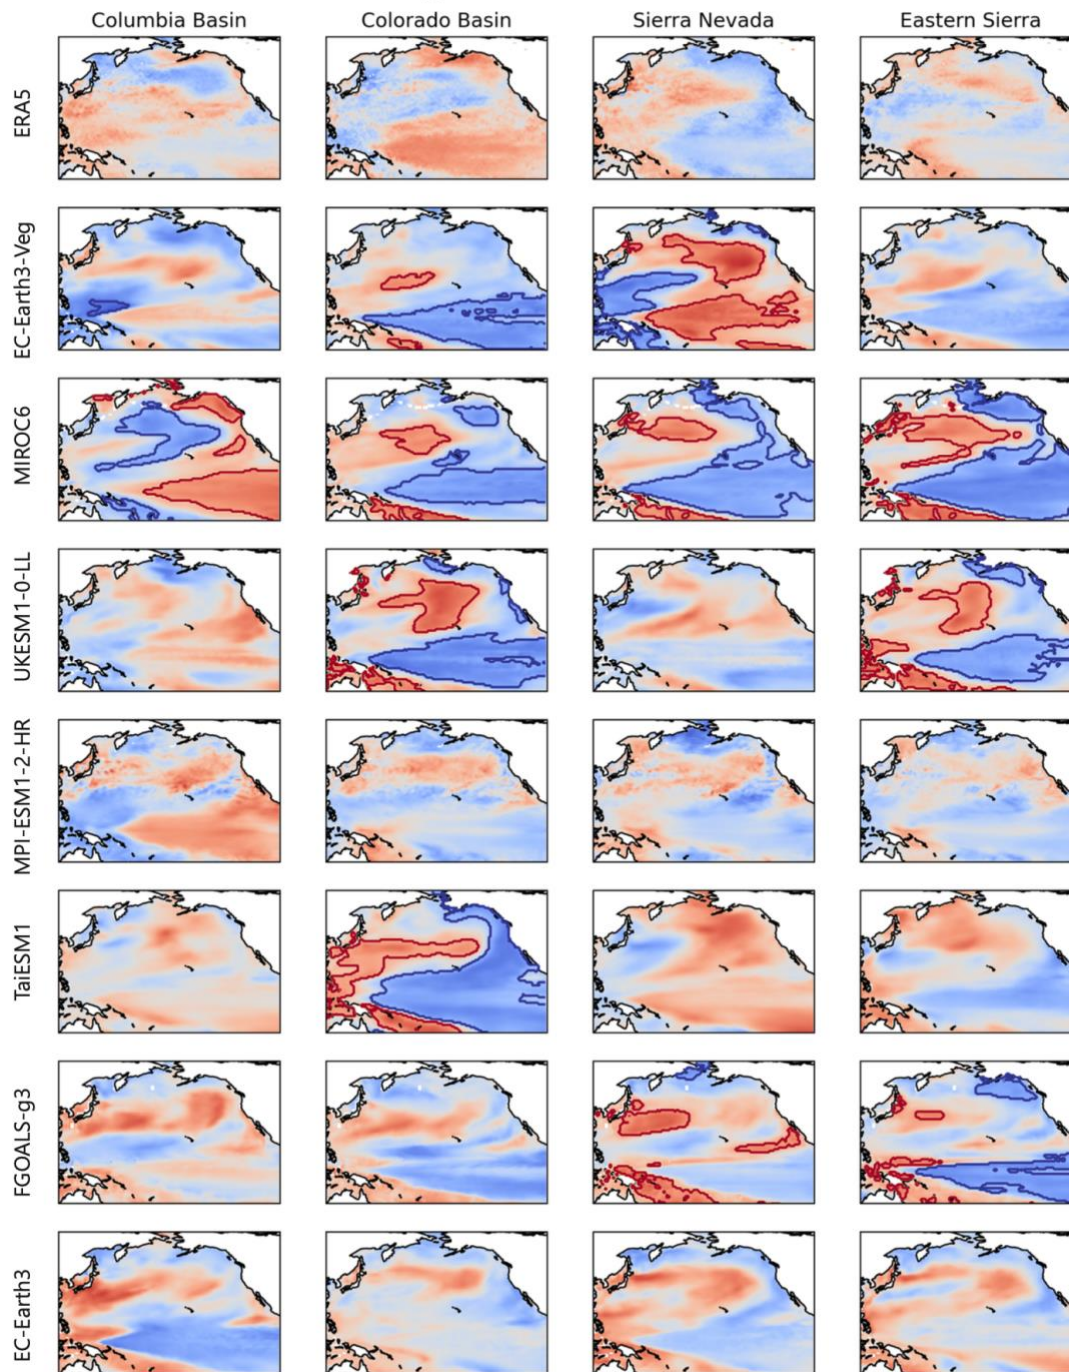 Columbia Basin Colorado Basin Sierra Nevada Eastern Sierra
ERA5
EC-Earth3-Veg
MIROC6
UKESM1-0-LL
MPI-ESM1-2-HR
TaiESM1
FGOALS-g3
EC-Earth3